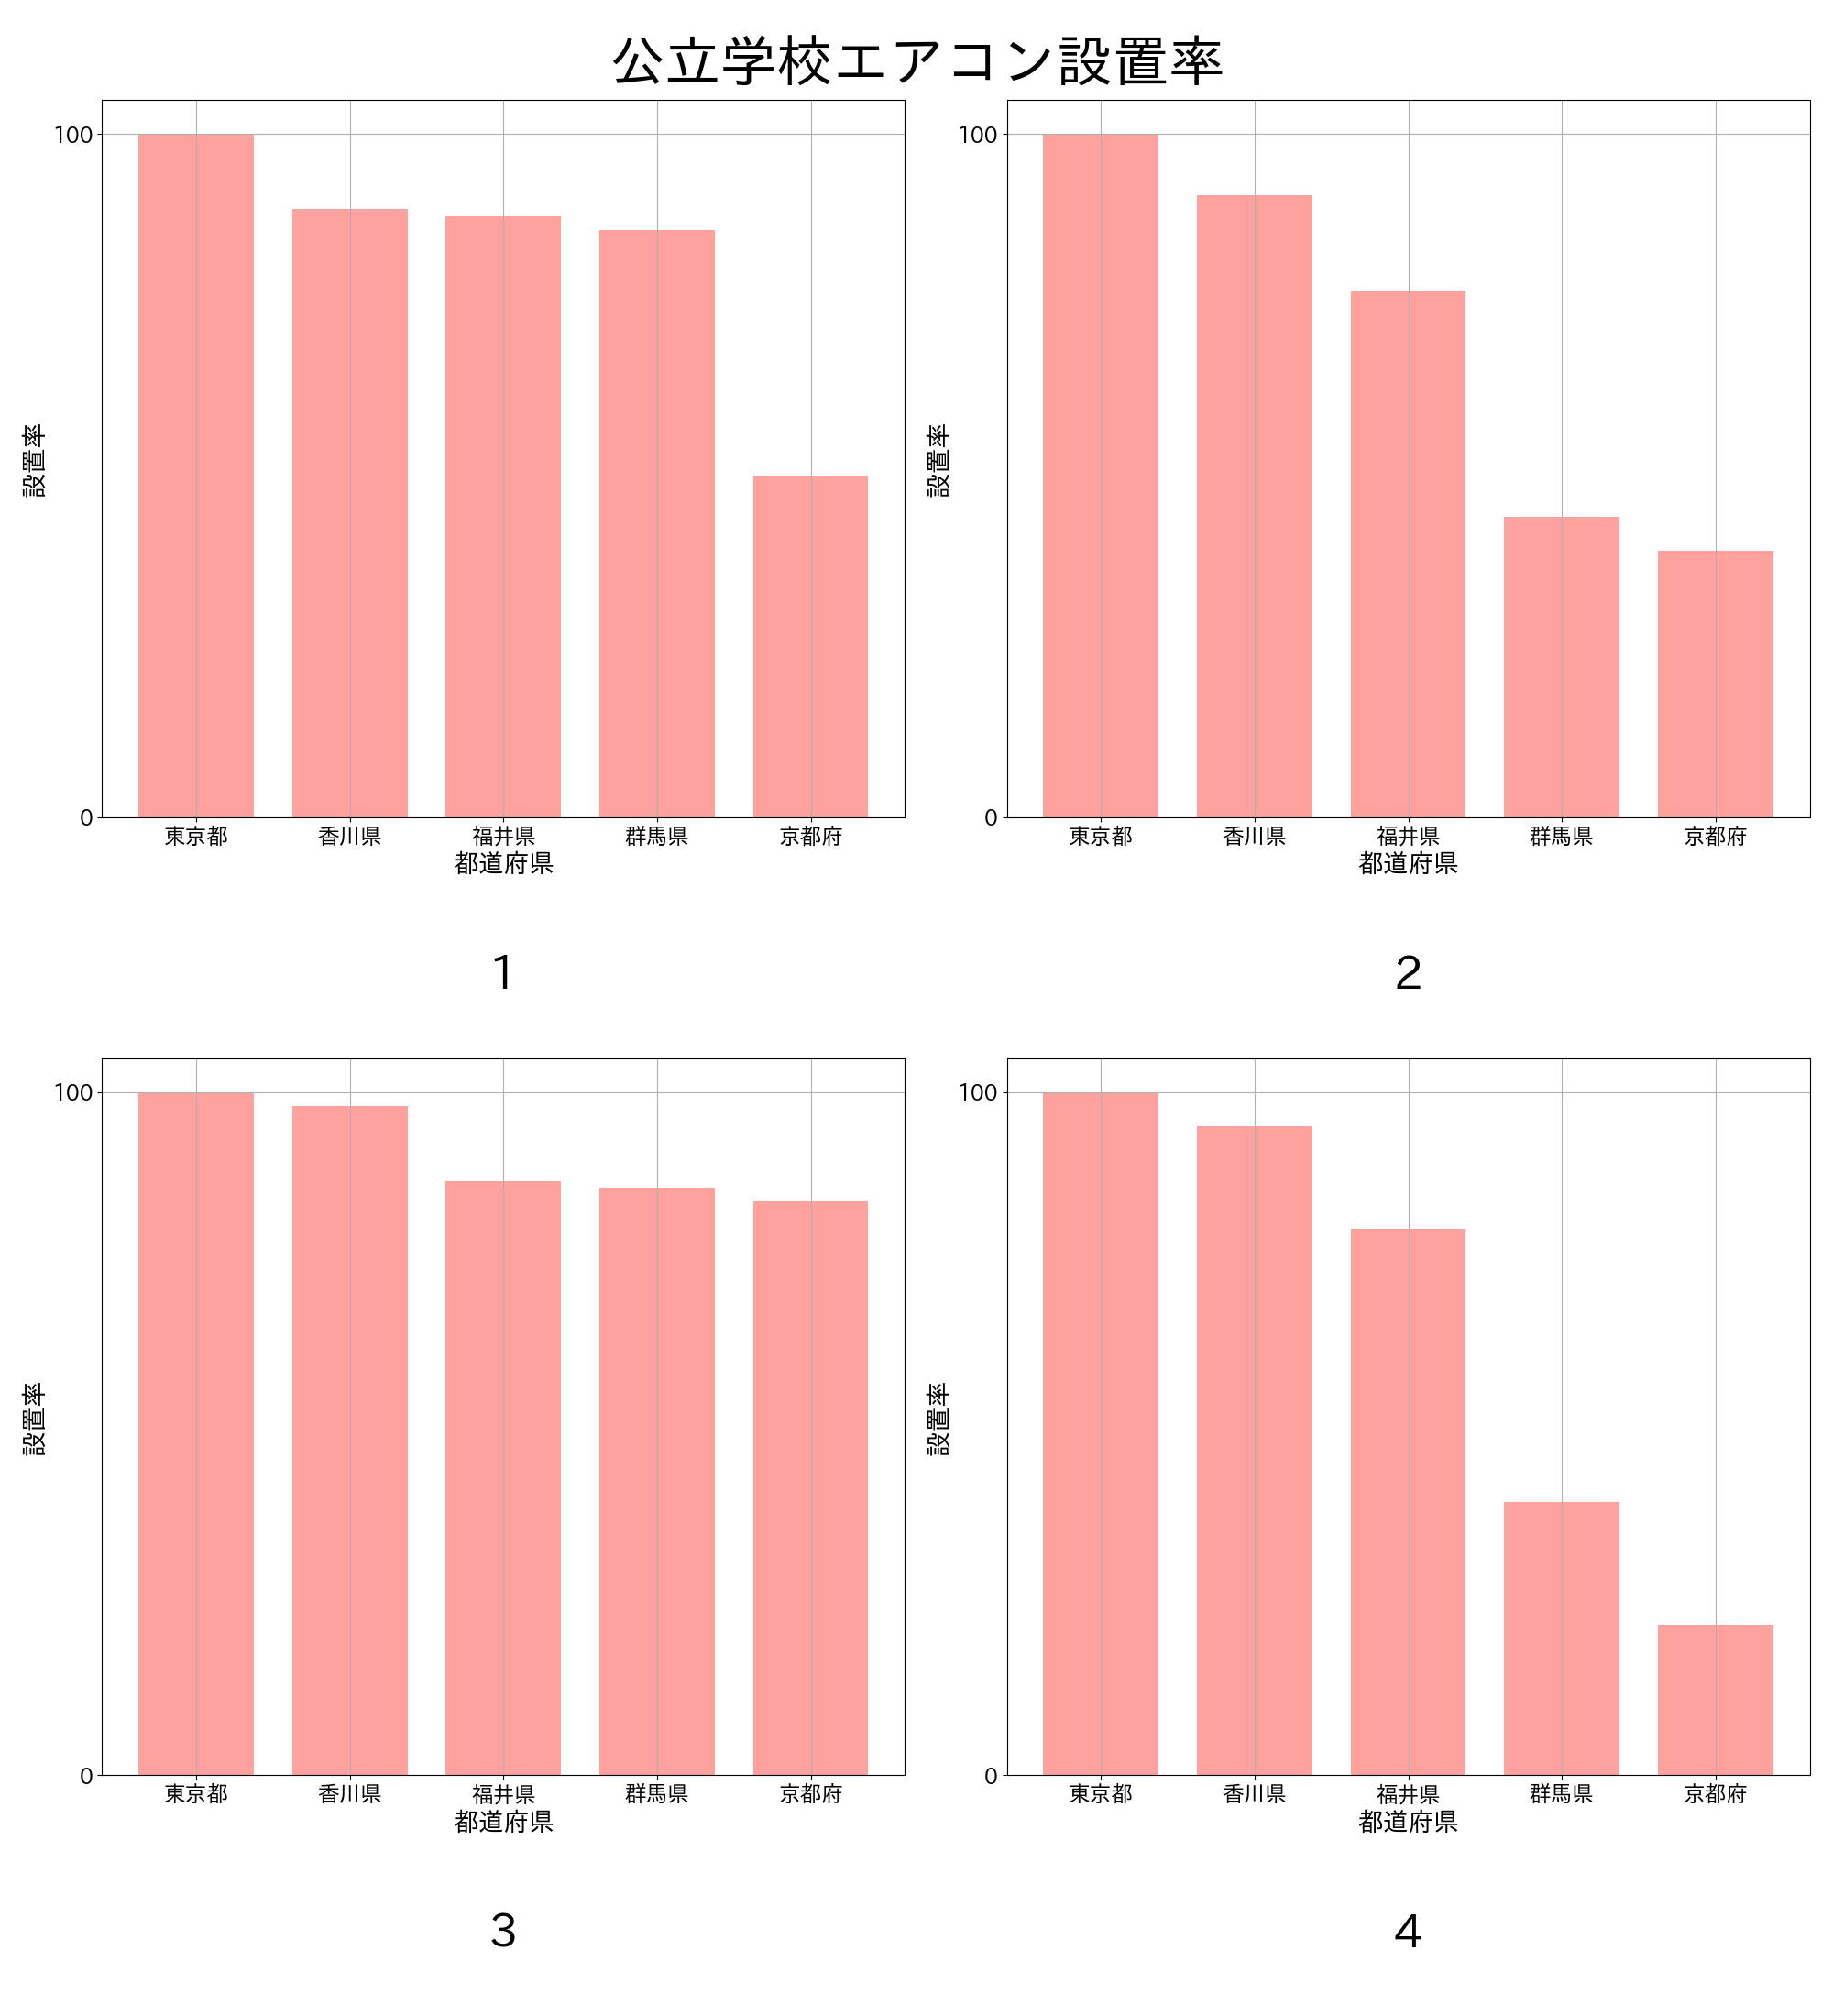 公立学校エアコン設置率
100
0
設置率
東京都 香川県 福井県 群馬県 京都府
都道府県
1
100
0
設置率
東京都 香川県 福井県 群馬県 京都府
都道府県
2
100
0
設置率
東京都 香川県 福井県 群馬県 京都府
都道府県
3
100
0
設置率
東京都 香川県 福井県 群馬県 京都府
都道府県
4